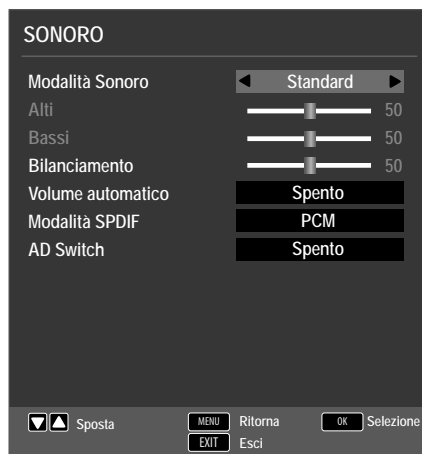 SONORO
Modalità Sonoro Standard
Alti 50
Bassi 50
Bilanciamento 50
Volume automatico Spento
Modalità SPDIF PCM
AD Switch Spento
Sposta MENU Ritorna OK Selezione
EXIT Esci